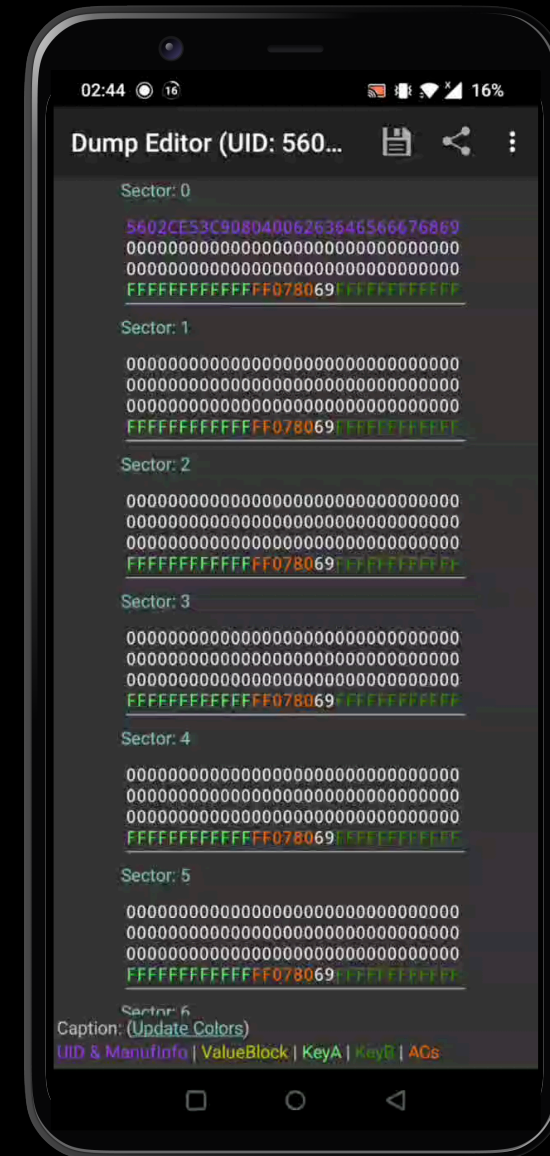 02:44 16 16%
Dump Editor (UID: 560...
Sector: 0
5602CE53C90804006263646566676869
00000000000000000000000000000000
00000000000000000000000000000000
FFFFFFFFFFFFFF078069FFFFFFFFFFFF
Sector: 1
00000000000000000000000000000000
00000000000000000000000000000000
00000000000000000000000000000000
FFFFFFFFFFFFFF078069FFFFFFFFFFFF
Sector: 2
00000000000000000000000000000000
00000000000000000000000000000000
00000000000000000000000000000000
FFFFFFFFFFFFFF078069FFFFFFFFFFFF
Sector: 3
00000000000000000000000000000000
00000000000000000000000000000000
00000000000000000000000000000000
FFFFFFFFFFFFFF078069FFFFFFFFFFFF
Sector: 4
00000000000000000000000000000000
00000000000000000000000000000000
00000000000000000000000000000000
FFFFFFFFFFFFFF078069FFFFFFFFFFFF
Sector: 5
00000000000000000000000000000000
00000000000000000000000000000000
00000000000000000000000000000000
FFFFFFFFFFFFFF078069FFFFFFFFFFFF
Sector: 6
Caption: (Update Colors)
UID & ManufInfo | ValueBlock | KeyA | KeyB | ACs